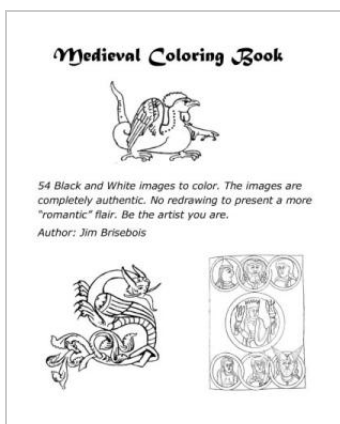 Medieval Coloring Book
54 Black and White images to color. The images are
completely authentic. No redrawing to present a more
"romantic" flair. Be the artist you are.
Author: Jim Brisebois